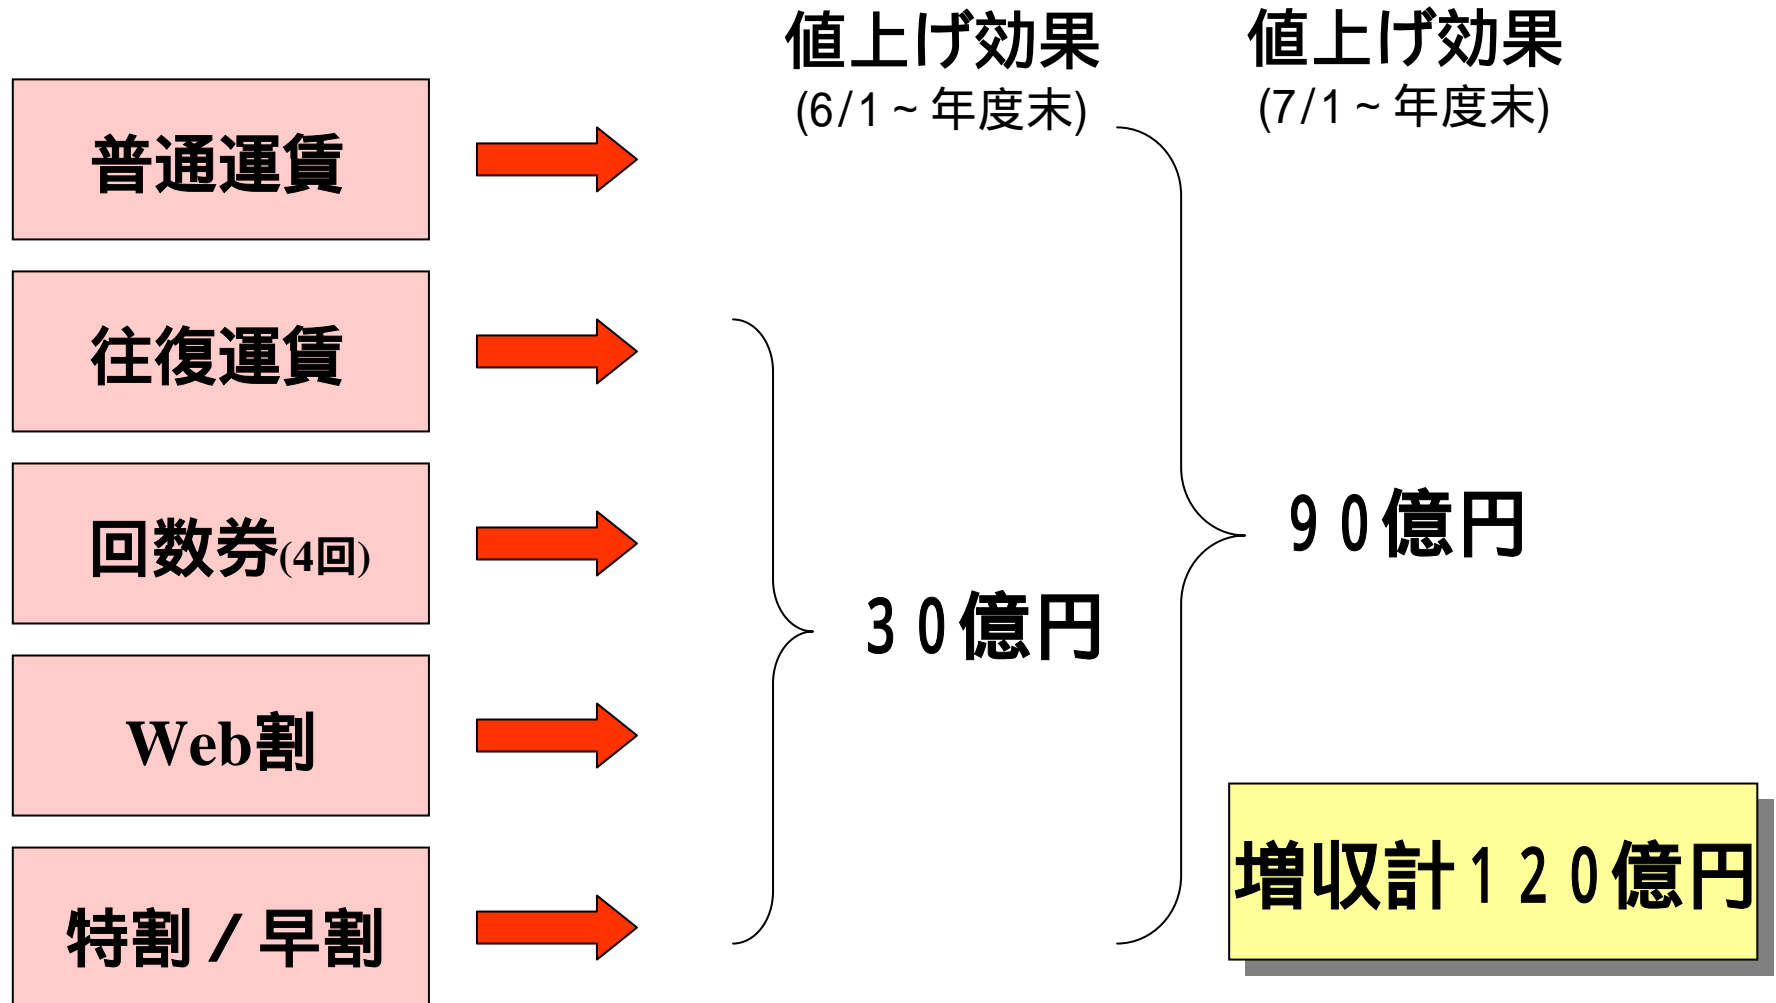 値上げ効果
(6/1～年度末)
値上げ効果
(7/1～年度末)
普通運賃
往復運賃
回数券(4回)
Web割
特割/早割
30億円
90億円
増収計120億円